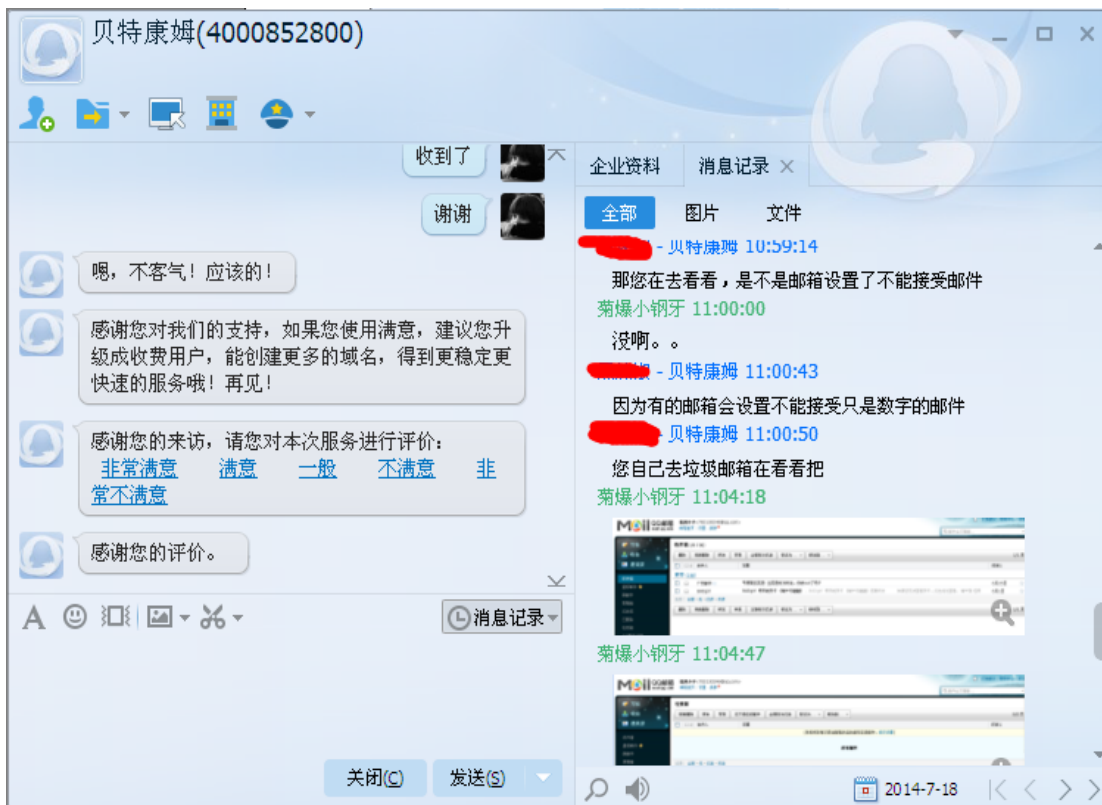 贝特康姆(4000852800)
收到了
谢谢
嗯，不客气！应该的！
感谢您对我们的支持，如果您使用满意，建议您升
级成收费用户，能创建更多的域名，得到更稳定更
快速的服务哦！再见！
感谢您的来访，请您对本次服务进行评价：
非常满意 满意 一般 不满意 非
常不满意
感谢您的评价。
消息记录
关闭(C) 发送(S)
企业资料 消息记录
全部 图片 文件
- 贝特康姆 10:59:14
那您在去看看，是不是邮箱设置了不能接受邮件
菊爆小钢牙 11:00:00
没啊。。
- 贝特康姆 11:00:43
因为有的邮箱会设置不能接受只是数字的邮件
- 贝特康姆 11:00:50
您自己去垃圾邮箱在看看把
菊爆小钢牙 11:04:18
Mail QQ邮箱
菊爆小钢牙 11:04:47
Mail QQ邮箱
2014-7-18